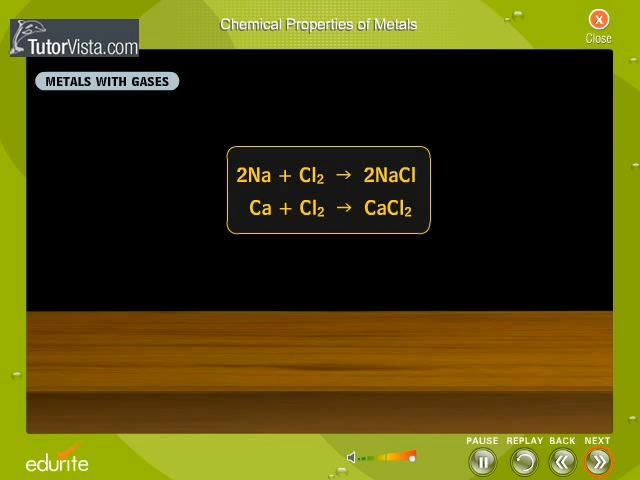 Chemical Properties of Metals
X
Close
TutorVista.com
METALS WITH GASES
2Na + Cl₂ → 2NaCl
Ca + Cl₂ → CaCl₂
PAUSE REPLAY BACK NEXT
edurite